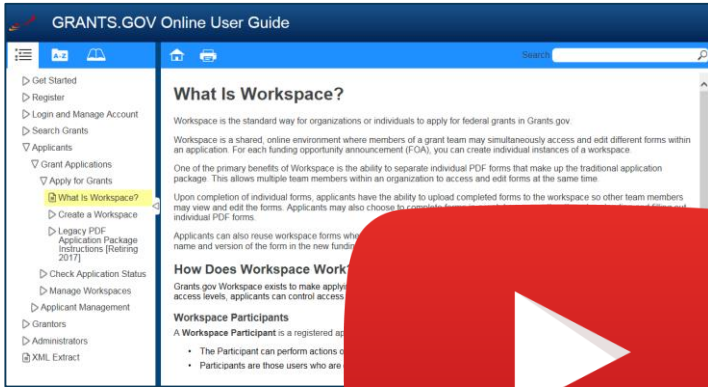 GRANTS.GOV Online User Guide
A-Z
Search
Get Started
Register
Login and Manage Account
Search Grants
Applicants
Grant Applications
Apply for Grants
What Is Workspace?
Create a Workspace
Legacy PDF
Application Package
Instructions [Retiring
2017]
Check Application Status
Manage Workspaces
Applicant Management
Grantors
Administrators
XML Extract
What Is Workspace?
Workspace is the standard way for organizations or individuals to apply for federal grants in Grants.gov.
Workspace is a shared, online environment where members of a grant team may simultaneously access and edit different forms within
an application. For each funding opportunity announcement (FOA), you can create individual instances of a workspace.
One of the primary benefits of Workspace is the ability to separate individual PDF forms that make up the traditional application
package. This allows multiple team members within an organization to access and edit forms at the same time.
Upon completion of individual forms, applicants have the ability to upload completed forms to the workspace so other team members
may view and edit the forms. Applicants may also choose to complete forms
individual PDF forms.
Applicants can also reuse workspace forms
name and version of the form in the new
How Does Workspace Work
Grants.gov Workspace exists to make
access levels, applicants can control access
Workspace Participants
A Workspace Participant is a registered
• The Participant can perform actions
• Participants are those users who are